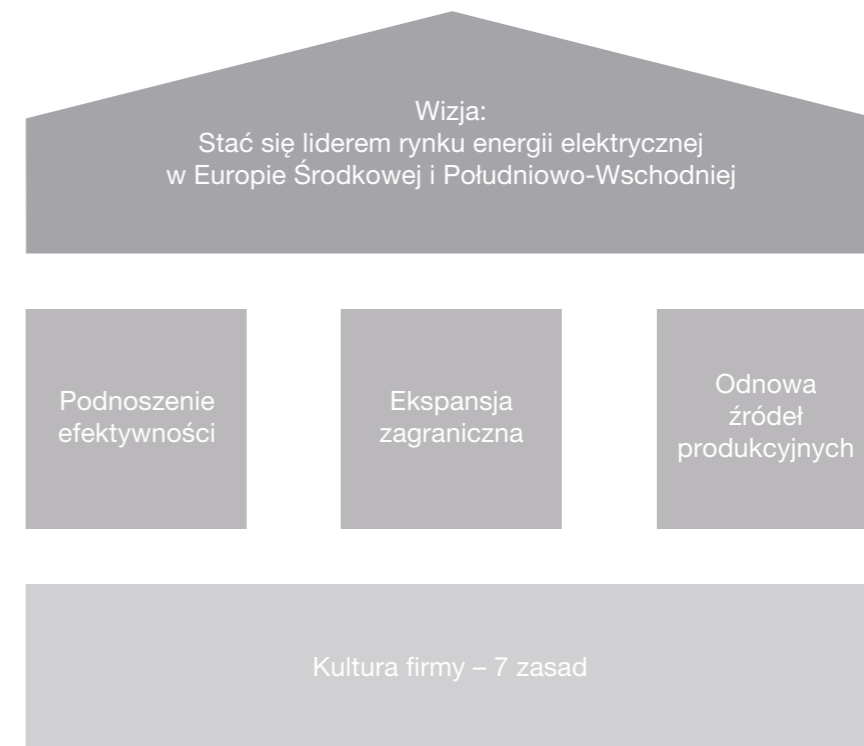 Wizja:
Stać się liderem rynku energii elektrycznej
w Europie Środkowej i Południowo-Wschodniej
Podnoszenie
efektywności
Ekspansja
zagraniczna
Odnowa
źródeł
produkcyjnych
Kultura firmy – 7 zasad